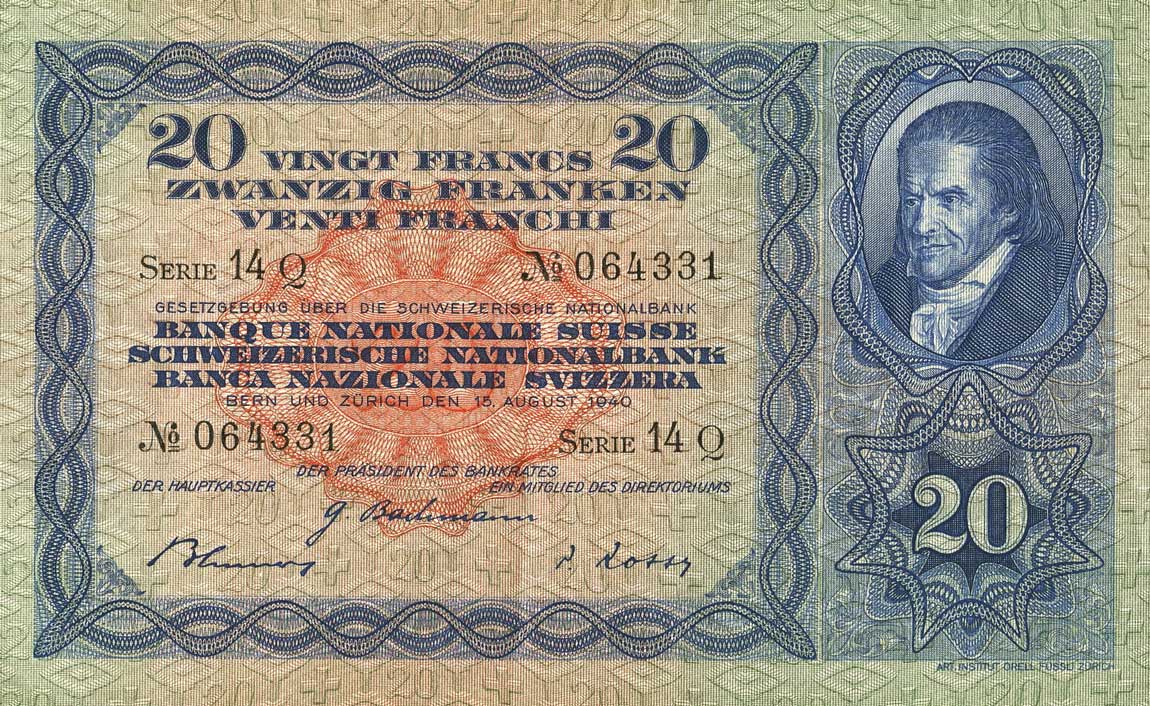 20 VINGT FRANCS 20
ZWANZIG FRANKEN
VENTI FRANCHI
SERIE 14 Q № 064331
GESETZGEBUNG ÜBER DIE SCHWEIZERISCHE NATIONALBANK
BANQUE NATIONALE SUISSE
SCHWEIZERISCHE NATIONALBANK
BANCA NAZIONALE SVIZZERA
BERN UND ZÜRICH DEN 15. AUGUST 1940
№ 064331 SERIE 14 Q
DER PRÄSIDENT DES BANKRATES
DER HAUPTKASSIER EIN MITGLIED DES DIREKTORIUMS
G. Bachmann
P. Rossy
20
ART. INSTITUT ORELL FÜSSLI ZÜRICH